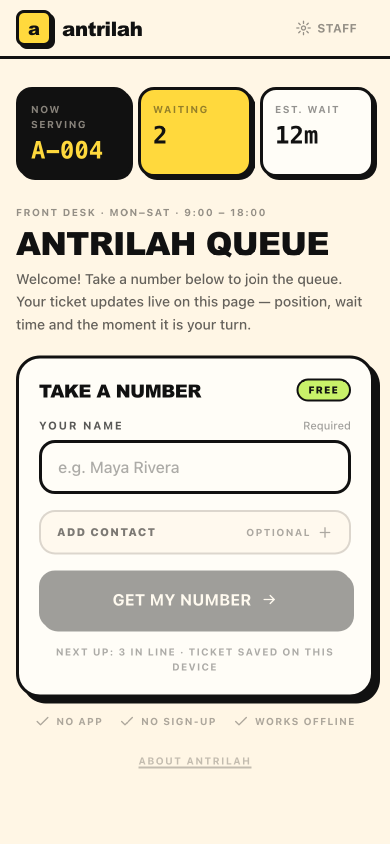 a antrilah STAFF
NOW
SERVING
A–004
WAITING
2
EST. WAIT
12m
FRONT DESK · MON–SAT · 9:00 – 18:00
ANTRILAH QUEUE
Welcome! Take a number below to join the queue.
Your ticket updates live on this page — position, wait
time and the moment it is your turn.
TAKE A NUMBER FREE
YOUR NAME Required
e.g. Maya Rivera
ADD CONTACT OPTIONAL +
GET MY NUMBER →
NEXT UP: 3 IN LINE · TICKET SAVED ON THIS
DEVICE
NO APP NO SIGN-UP WORKS OFFLINE
ABOUT ANTRILAH